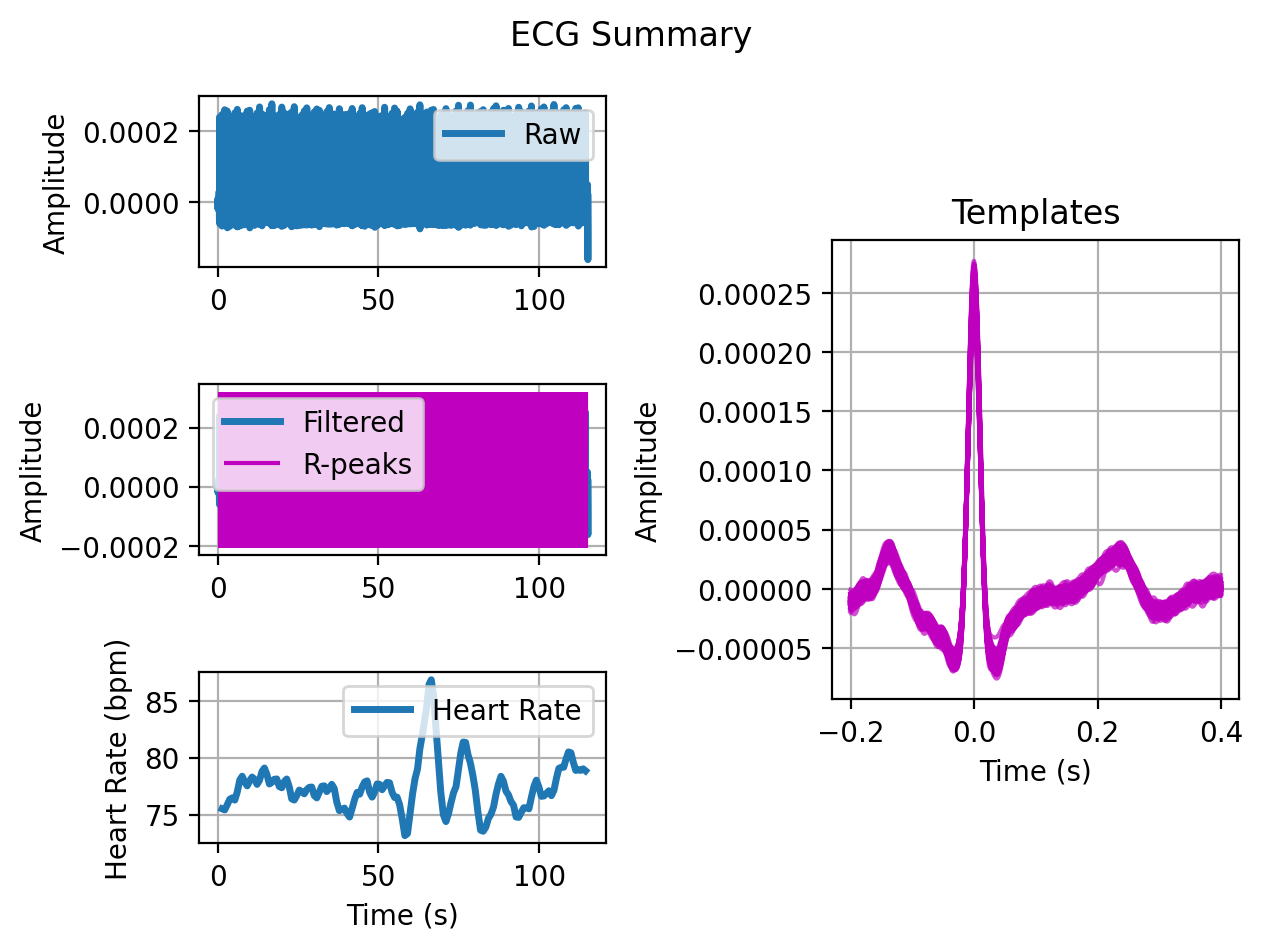 ECG Summary
Amplitude
0.0002
0.0000
Raw
0
50
100
Amplitude
0.0002
0.0000
−0.0002
Filtered
R-peaks
0
50
100
Heart Rate (bpm)
85
80
75
Heart Rate
0
50
100
Time (s)
Templates
Amplitude
0.00025
0.00020
0.00015
0.00010
0.00005
0.00000
−0.00005
−0.2
0.0
0.2
0.4
Time (s)